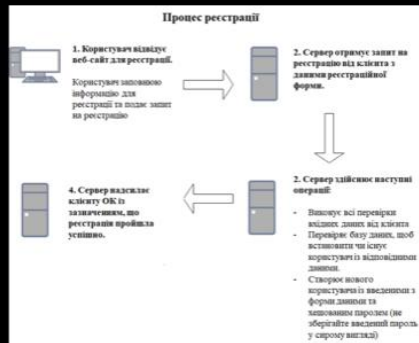 Процес реєстрації
1. Користувач відвідує
веб-сайт для реєстрації.
Користувач заповнює
інформацію для
реєстрації та подає запит
на реєстрацію
2. Сервер отримує запит на
реєстрацію від клієнта з
даними реєстраційної
форми.
2. Сервер здійснює наступні
операції:
- Виконує всі перевірки
вхідних даних від клієнта
- Перевіряє базу даних, щоб
встановити чи існує
користувач із відповідними
даними.
- Створює нового
користувача із введеними з
форми даними та
хешованим паролем (не
зберігайте введений пароль
у сирому вигляді)
4. Сервер надсилає
клієнту ОК із
зазначенням, що
реєстрація пройшла
успішно.